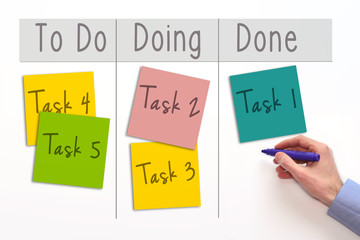 To Do
Doing
Done
Task 4
Task 5
Task 2
Task 3
Task 1